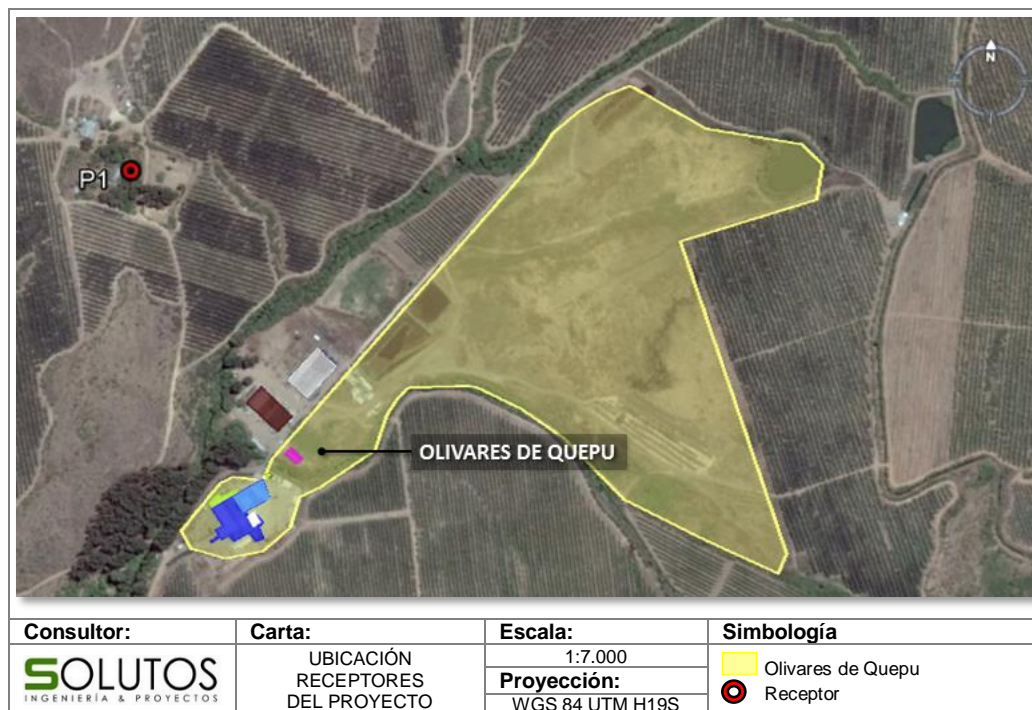 N
P1
OLIVARES DE QUEPU
Consultor:
SOLUTOS
INGENIERÍA & PROYECTOS
Carta:
UBICACIÓN
RECEPTORES
DEL PROYECTO
Escala:
1:7.000
Proyección:
WGS 84 UTM H19S
Simbología
Olivares de Quepu
Receptor